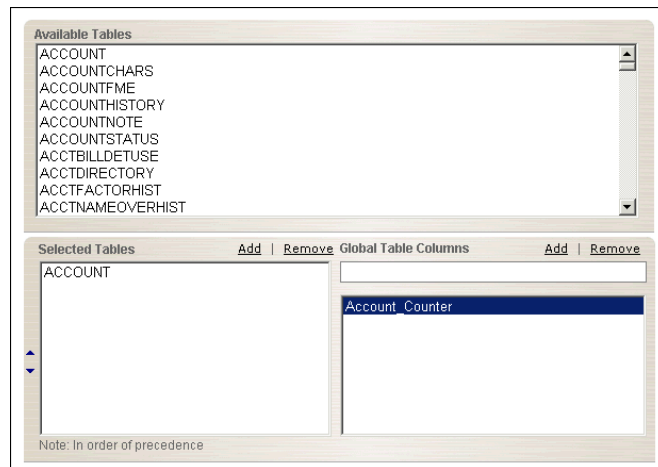 Available Tables
ACCOUNT
ACCOUNTCHARS
ACCOUNTFME
ACCOUNTHISTORY
ACCOUNTNOTE
ACCOUNTSTATUS
ACCTBILLDETUSE
ACCTDIRECTORY
ACCTFACTORHIST
ACCTNAMEOVERHIST
Selected Tables Add | Remove Global Table Columns Add | Remove
ACCOUNT
Account_Counter
Note: In order of precedence